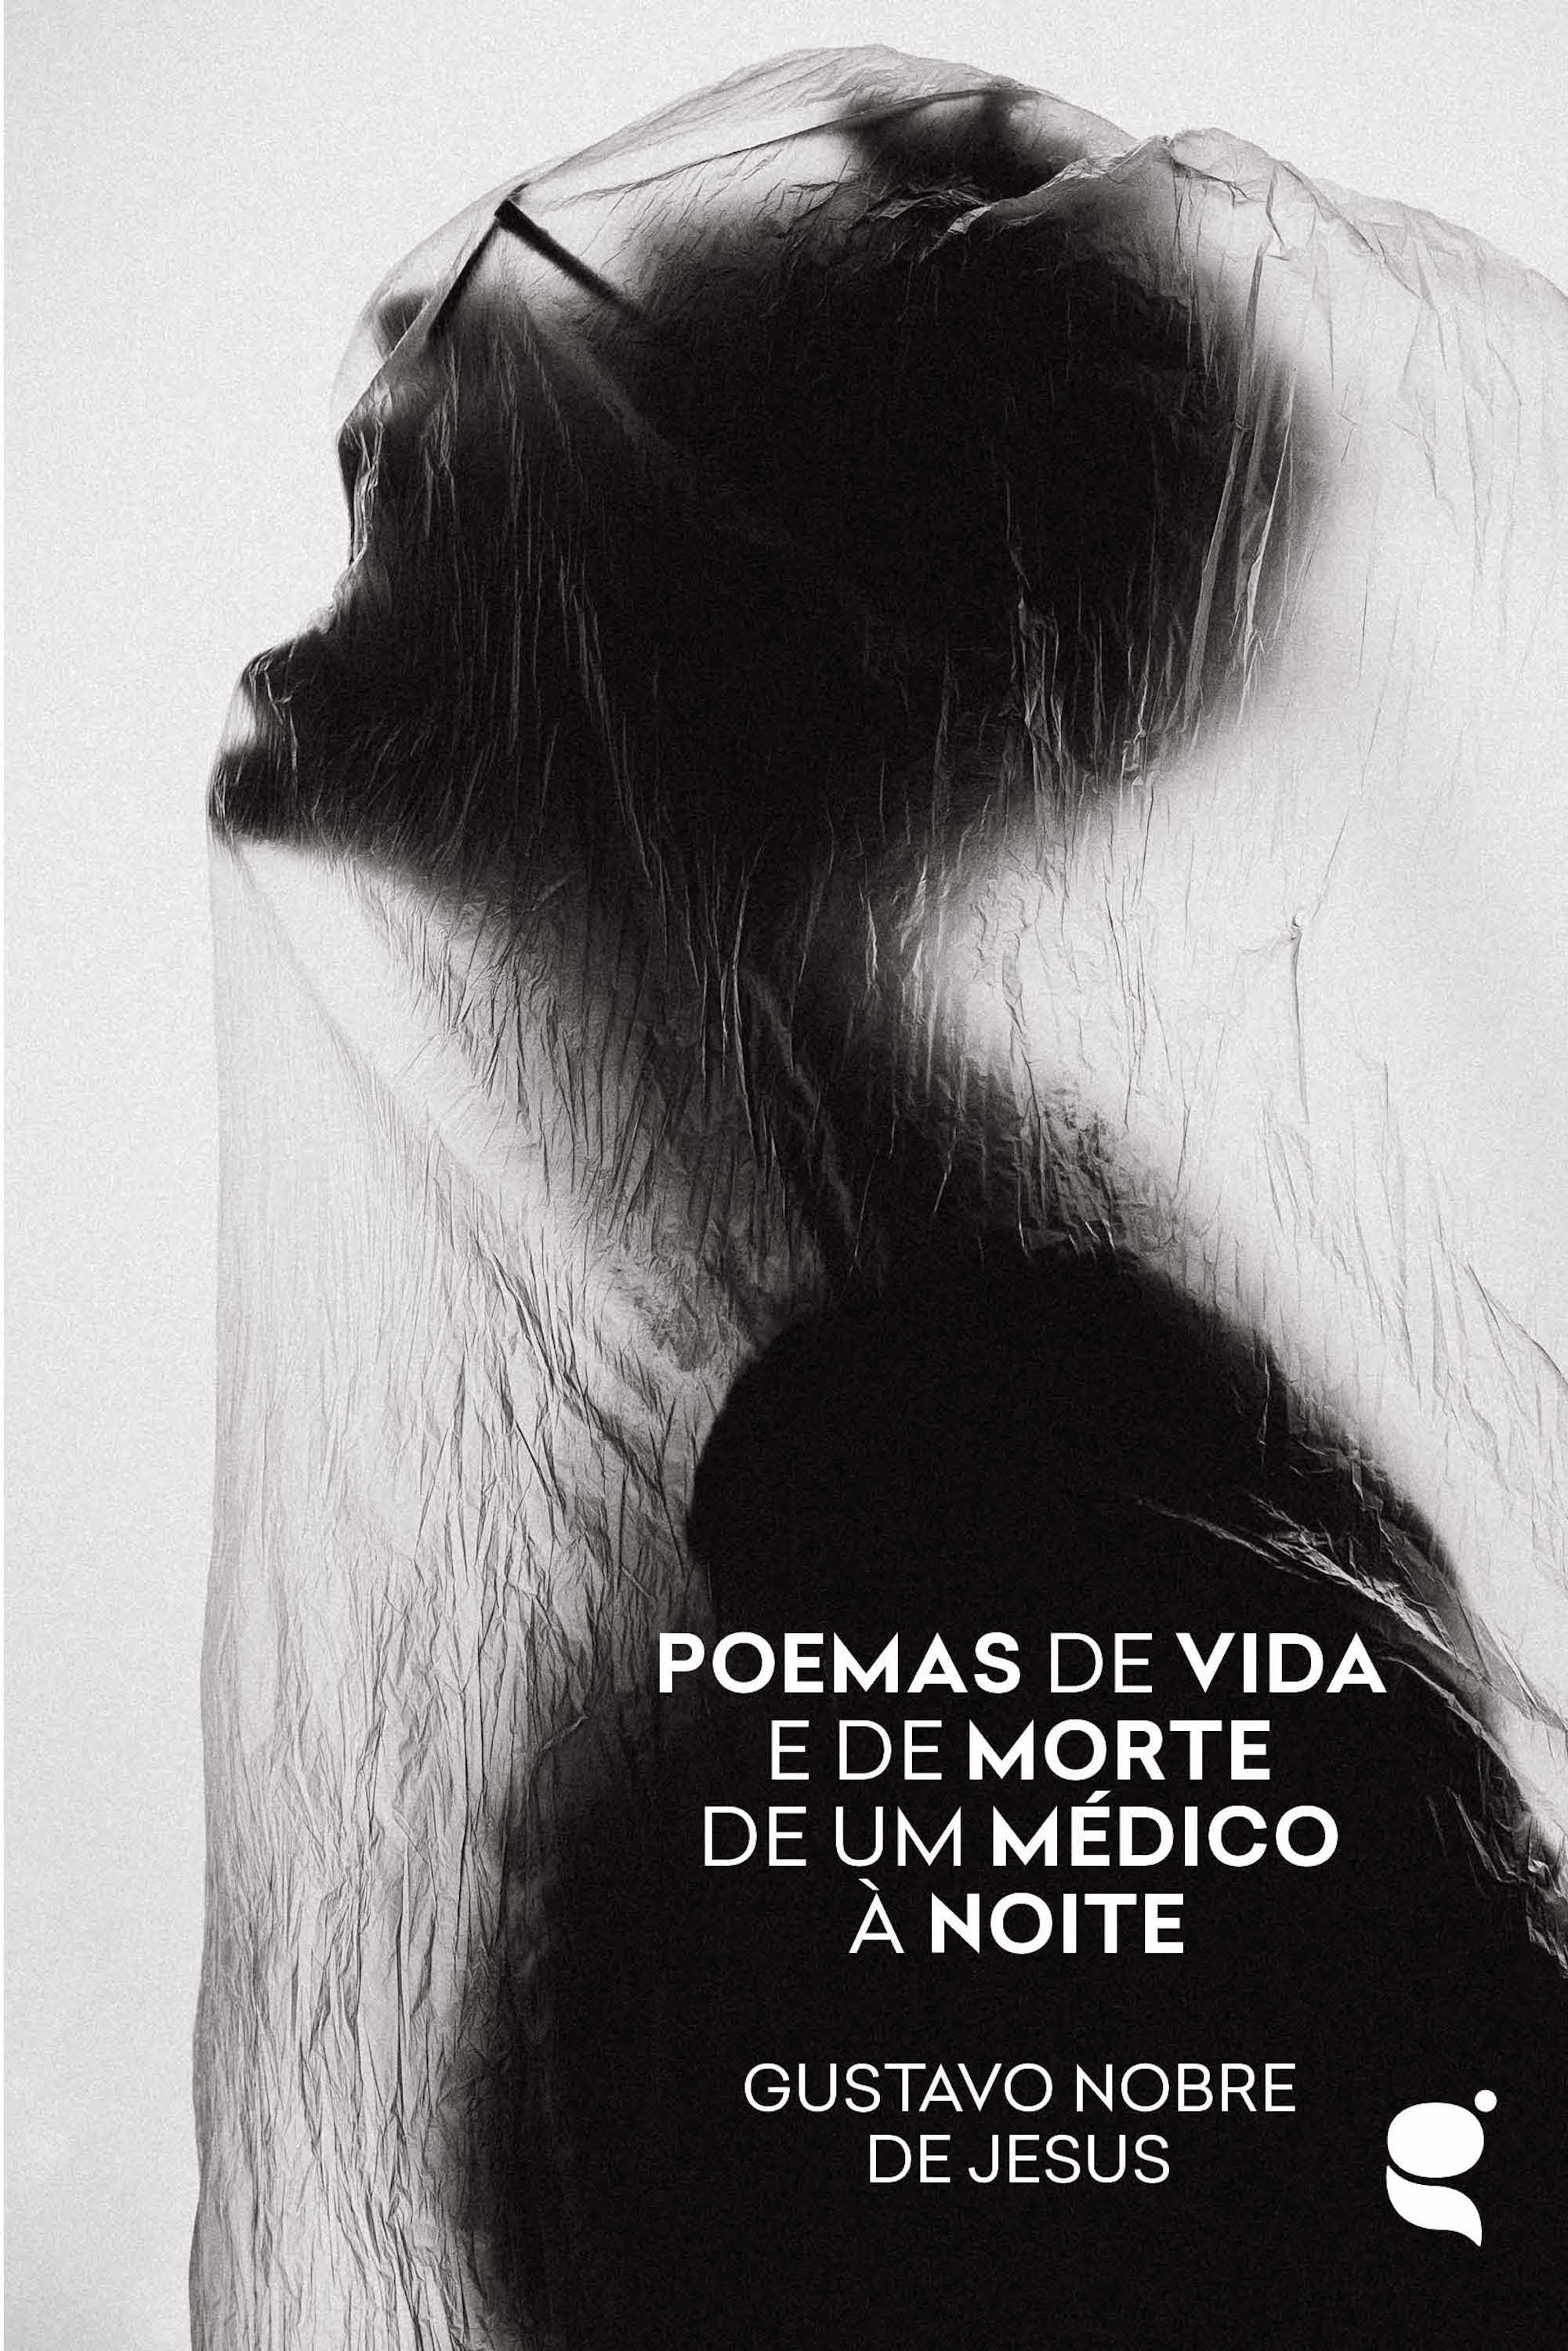 POEMAS DE VIDA
E DE MORTE
DE UM MÉDICO
À NOITE
GUSTAVO NOBRE
DE JESUS
g